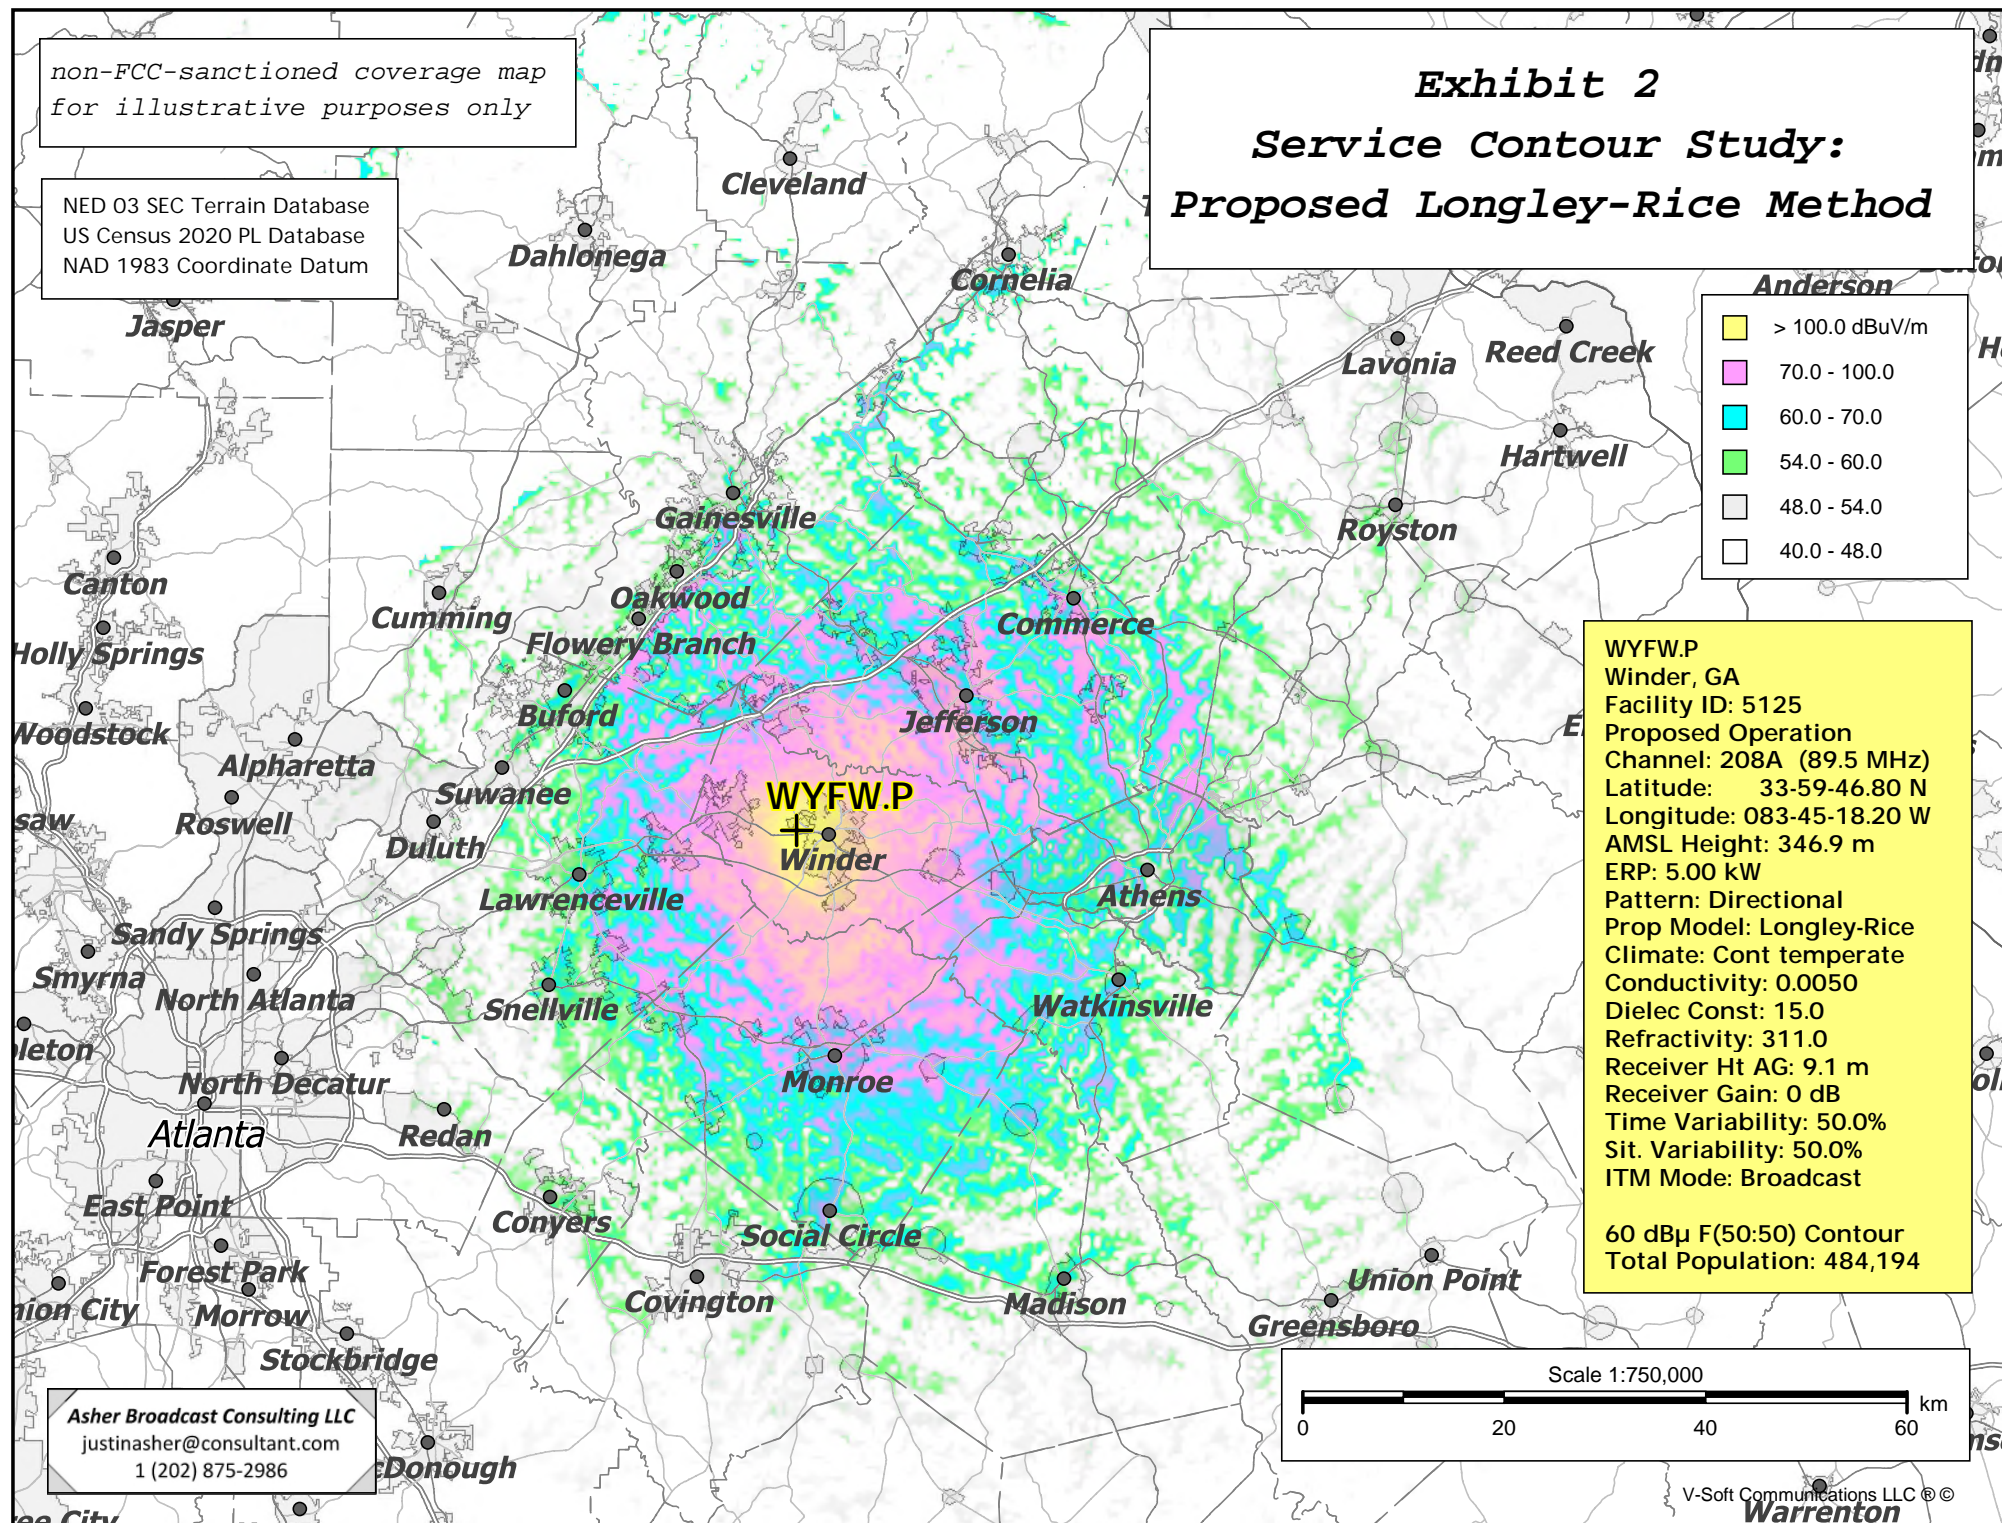 non-FCC-sanctioned coverage map
for illustrative purposes only
Exhibit 2
Service Contour Study:
Proposed Longley-Rice Method
NED 03 SEC Terrain Database
US Census 2020 PL Database
NAD 1983 Coordinate Datum
Cleveland
Dahlonega
Cornelia
Anderson
Jasper
Lavonia
Reed Creek
Hartwell
Royston
> 100.0 dBuV/m
70.0 - 100.0
60.0 - 70.0
54.0 - 60.0
48.0 - 54.0
40.0 - 48.0
Gainesville
Canton
Oakwood
Cumming
Commerce
Flowery Branch
Holly Springs
Buford
Jefferson
Woodstock
Alpharetta
Suwanee
WYFW.P
Roswell
Duluth
Winder
Lawrenceville
Athens
Sandy Springs
Smyrna
North Atlanta
Snellville
Watkinsville
North Decatur
Monroe
Atlanta
Redan
East Point
Conyers
Social Circle
Forest Park
Morrow
Covington
Madison
Union Point
Greensboro
Stockbridge
WYFW.P
Winder, GA
Facility ID: 5125
Proposed Operation
Channel: 208A (89.5 MHz)
Latitude: 33-59-46.80 N
Longitude: 083-45-18.20 W
AMSL Height: 346.9 m
ERP: 5.00 kW
Pattern: Directional
Prop Model: Longley-Rice
Climate: Cont temperate
Conductivity: 0.0050
Dielec Const: 15.0
Refractivity: 311.0
Receiver Ht AG: 9.1 m
Receiver Gain: 0 dB
Time Variability: 50.0%
Sit. Variability: 50.0%
ITM Mode: Broadcast
60 dBµ F(50:50) Contour
Total Population: 484,194
Scale 1:750,000
0 20 40 60 km
Asher Broadcast Consulting LLC
justinasher@consultant.com
1 (202) 875-2986
cDonough
V-Soft Communications LLC ® ©
Warrenton